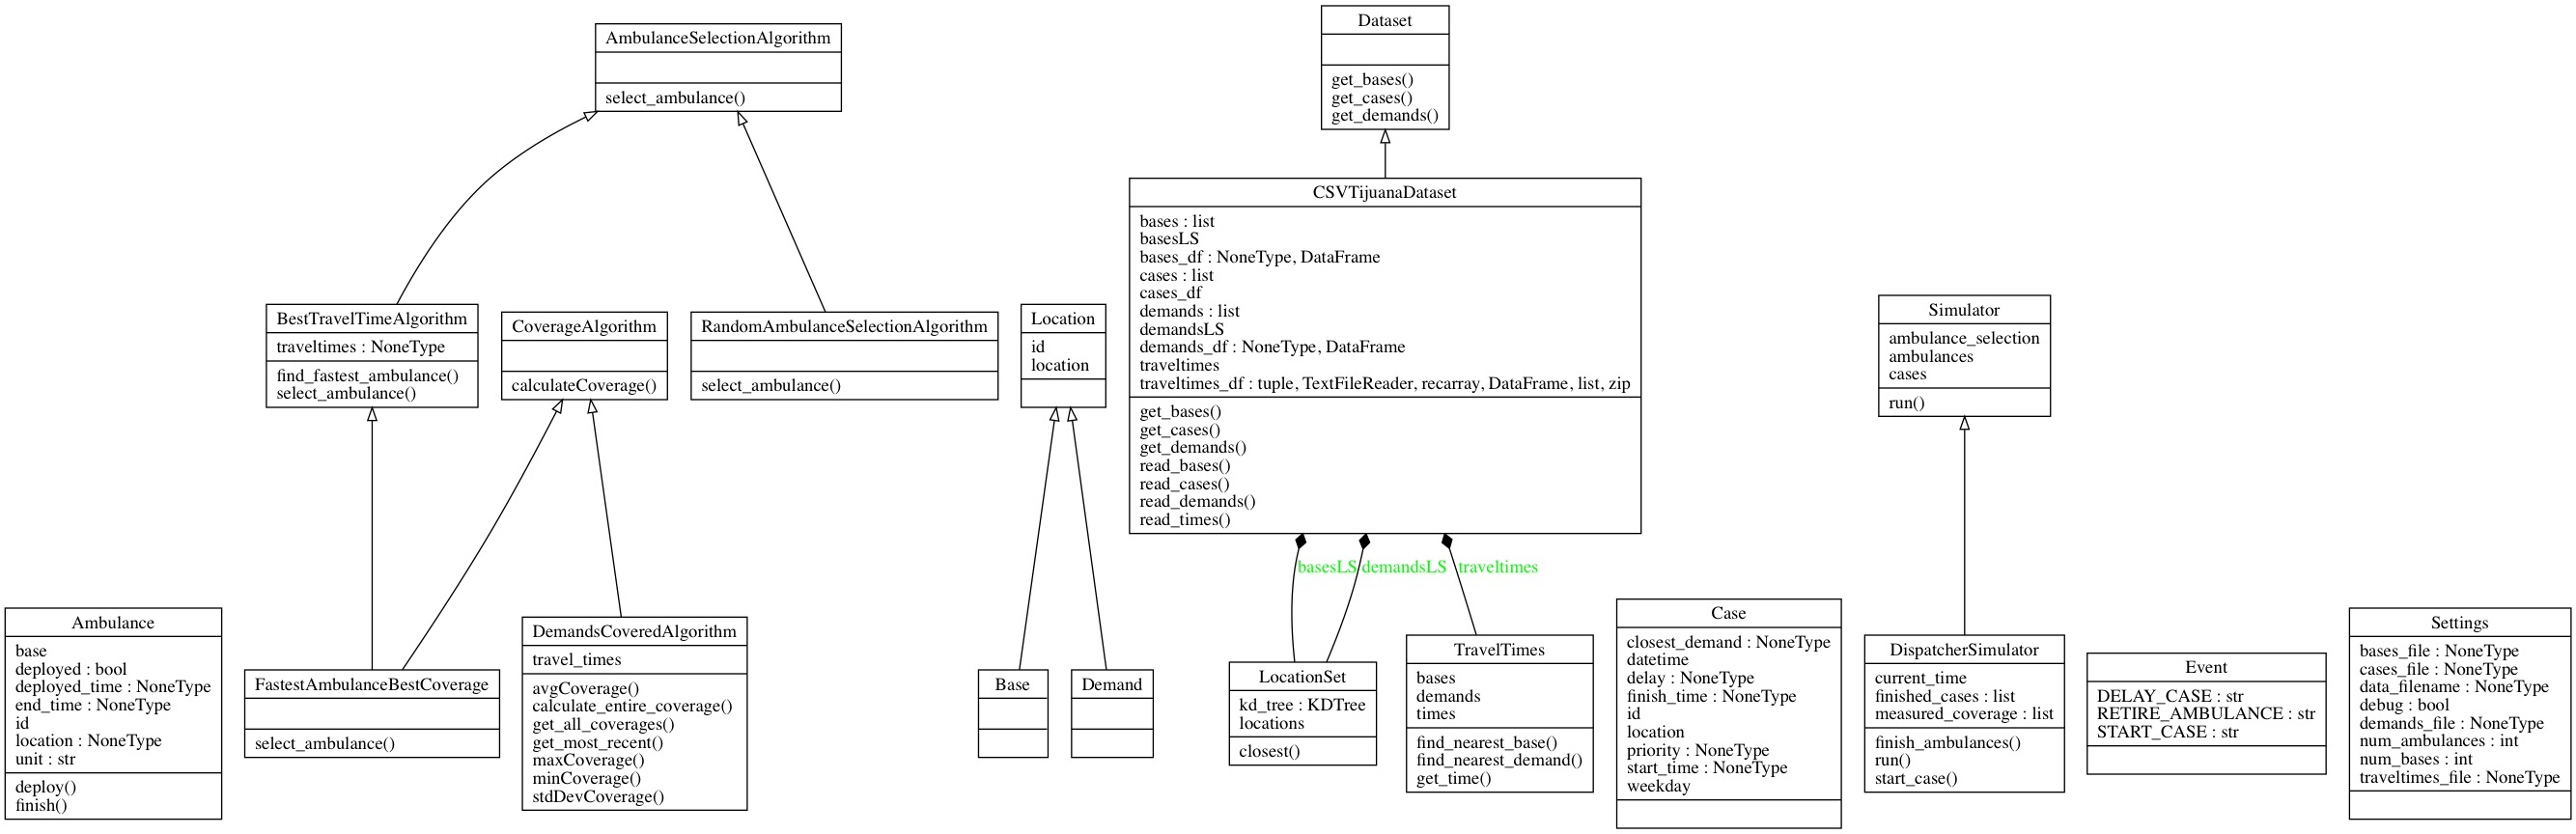 AmbulanceSelectionAlgorithm
select_ambulance()
Dataset
get_bases()
get_cases()
get_demands()
BestTravelTimeAlgorithm
traveltimes : NoneType
find_fastest_ambulance()
select_ambulance()
CoverageAlgorithm
calculateCoverage()
RandomAmbulanceSelectionAlgorithm
select_ambulance()
Location
id
location
CSVTijuanaDataset
bases : list
basesLS
bases_df : NoneType, DataFrame
cases : list
cases_df
demands : list
demandsLS
demands_df : NoneType, DataFrame
traveltimes
traveltimes_df : tuple, TextFileReader, recarray, DataFrame, list, zip
get_bases()
get_cases()
get_demands()
read_bases()
read_cases()
read_demands()
read_times()
Simulator
ambulance_selection
ambulances
cases
run()
basesLS
demandsLS
traveltimes
Ambulance
base
deployed : bool
deployed_time : NoneType
end_time : NoneType
id
location : NoneType
unit : str
deploy()
finish()
FastestAmbulanceBestCoverage
select_ambulance()
DemandsCoveredAlgorithm
travel_times
avgCoverage()
calculate_entire_coverage()
get_all_coverages()
get_most_recent()
maxCoverage()
minCoverage()
stdDevCoverage()
Base
Demand
LocationSet
kd_tree : KDTree
locations
closest()
TravelTimes
bases
demands
times
find_nearest_base()
find_nearest_demand()
get_time()
Case
closest_demand : NoneType
datetime
delay : NoneType
finish_time : NoneType
id
location
priority : NoneType
start_time : NoneType
weekday
DispatcherSimulator
current_time
finished_cases : list
measured_coverage : list
finish_ambulances()
run()
start_case()
Event
DELAY_CASE : str
RETIRE_AMBULANCE : str
START_CASE : str
Settings
bases_file : NoneType
cases_file : NoneType
data_filename : NoneType
debug : bool
demands_file : NoneType
num_ambulances : int
num_bases : int
traveltimes_file : NoneType